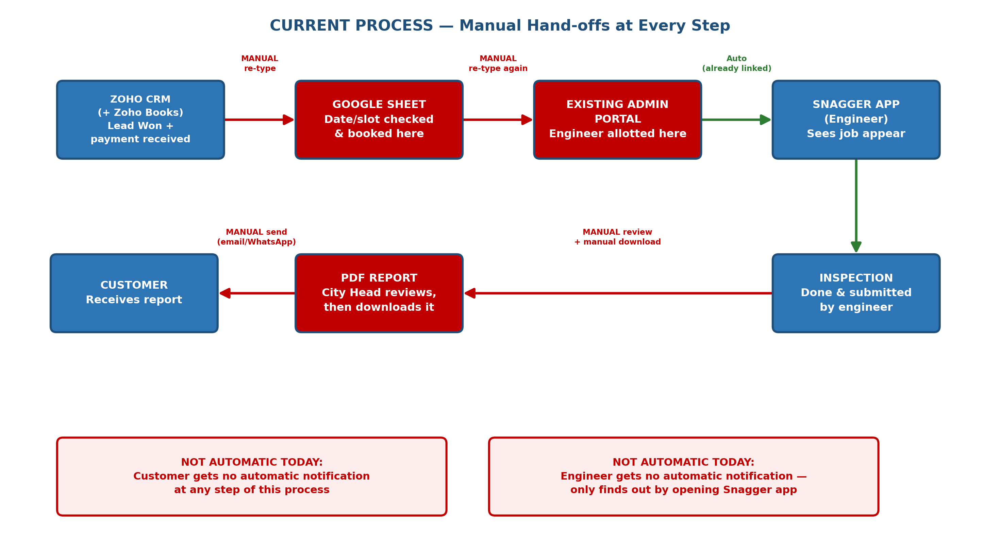 CURRENT PROCESS — Manual Hand-offs at Every Step
MANUAL
re-type
MANUAL
re-type again
Auto
(already linked)
ZOHO CRM
(+ Zoho Books)
Lead Won +
payment received
GOOGLE SHEET
Date/slot checked
& booked here
EXISTING ADMIN
PORTAL
Engineer allotted here
SNAGGER APP
(Engineer)
Sees job appear
MANUAL send
(email/WhatsApp)
MANUAL review
+ manual download
CUSTOMER
Receives report
PDF REPORT
City Head reviews,
then downloads it
INSPECTION
Done & submitted
by engineer
NOT AUTOMATIC TODAY:
Customer gets no automatic notification
at any step of this process
NOT AUTOMATIC TODAY:
Engineer gets no automatic notification —
only finds out by opening Snagger app